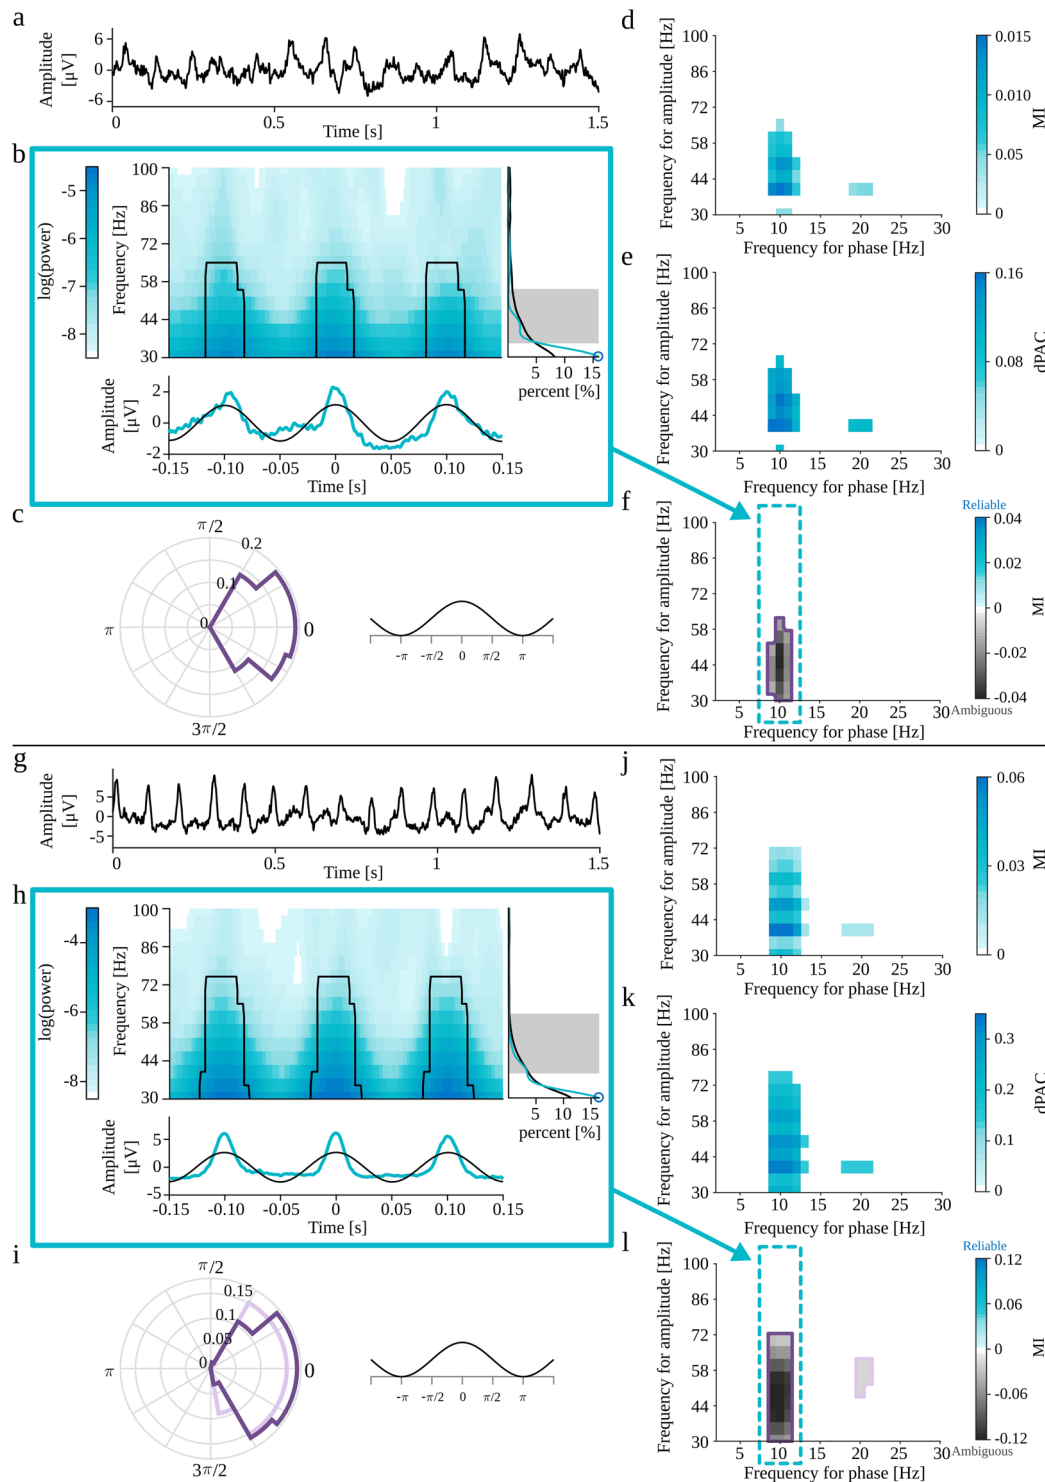 a
Amplitude
[μV]
6
0
-6
0
0.5
1
1.5
Time [s]
b
log(power)
-5
-6
-7
-8
Frequency [Hz]
100
86
72
58
44
30
5
10
15
percent [%]
Amplitude
[μV]
2
0
-2
-0.15
-0.10
-0.05
0
0.05
0.10
0.15
Time [s]
c
π/2
0.2
0.1
0
π
0
3π/2
-π
-π/2
0
π/2
π
d
Frequency for amplitude [Hz]
100
86
72
58
44
30
5
10
15
20
25
30
Frequency for phase [Hz]
0.015
0.010
0.05
0
MI
e
Frequency for amplitude [Hz]
100
86
72
58
44
30
5
10
15
20
25
30
Frequency for phase [Hz]
0.16
0.08
0
dPAC
f
Frequency for amplitude [Hz]
100
86
72
58
44
30
5
10
15
20
25
30
Frequency for phase [Hz]
Reliable
0.04
0.02
0
-0.02
-0.04
Ambiguous
MI
g
Amplitude
[μV]
5
0
-5
0
0.5
1
1.5
Time [s]
h
log(power)
-4
-6
-8
Frequency [Hz]
100
86
72
58
44
30
5
10
15
percent [%]
Amplitude
[μV]
5
0
-5
-0.15
-0.10
-0.05
0
0.05
0.10
0.15
Time [s]
i
π/2
0.15
0.1
0.05
0
π
0
3π/2
-π
-π/2
0
π/2
π
j
Frequency for amplitude [Hz]
100
86
72
58
44
30
5
10
15
20
25
30
Frequency for phase [Hz]
0.06
0.03
0
MI
k
Frequency for amplitude [Hz]
100
86
72
58
44
30
5
10
15
20
25
30
Frequency for phase [Hz]
0.3
0.2
0.1
0
dPAC
l
Frequency for amplitude [Hz]
100
86
72
58
44
30
5
10
15
20
25
30
Frequency for phase [Hz]
Reliable
0.12
0.06
0
-0.06
-0.12
Ambiguous
MI